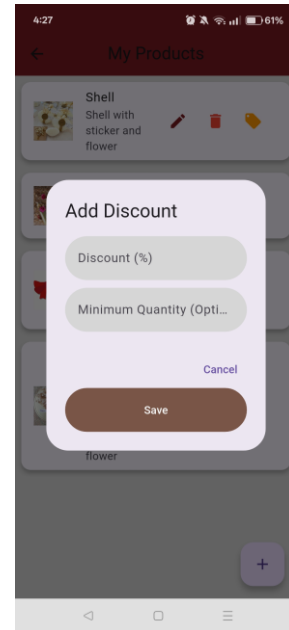 4:27
61%
My Products
Shell
Shell with
sticker and
flower
Add Discount
Discount (%)
Minimum Quantity (Opti...
Cancel
Save
flower
+